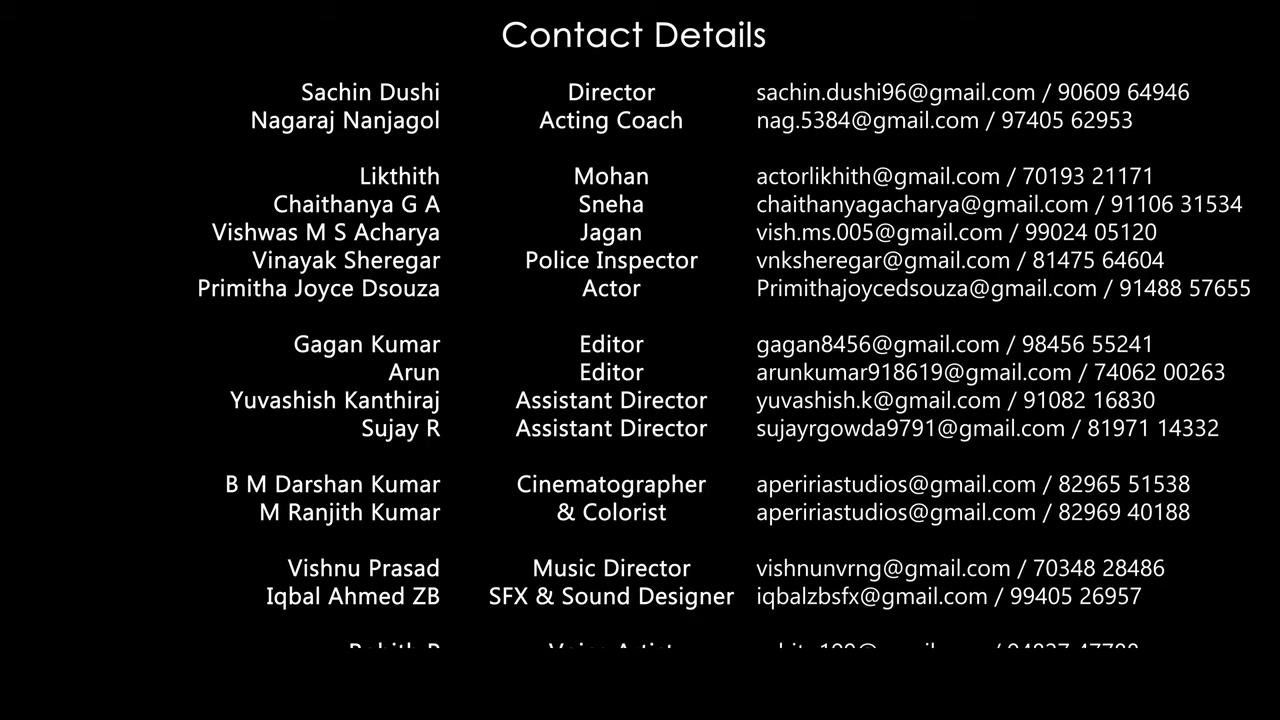 Contact Details
Sachin Dushi Director sachin.dushi96@gmail.com / 90609 64946
Nagaraj Nanjagol Acting Coach nag.5384@gmail.com / 97405 62953
Likthith Mohan actorlikhith@gmail.com / 70193 21171
Chaithanya G A Sneha chaithanyagacharya@gmail.com / 91106 31534
Vishwas M S Acharya Jagan vish.ms.005@gmail.com / 99024 05120
Vinayak Sheregar Police Inspector vnksheregar@gmail.com / 81475 64604
Primitha Joyce Dsouza Actor Primithajoycedsouza@gmail.com / 91488 57655
Gagan Kumar Editor gagan8456@gmail.com / 98456 55241
Arun Editor arunkumar918619@gmail.com / 74062 00263
Yuvashish Kanthiraj Assistant Director yuvashish.k@gmail.com / 91082 16830
Sujay R Assistant Director sujayrgowda9791@gmail.com / 81971 14332
B M Darshan Kumar Cinematographer apeririastudios@gmail.com / 82965 51538
M Ranjith Kumar & Colorist apeririastudios@gmail.com / 82969 40188
Vishnu Prasad Music Director vishnunvrng@gmail.com / 70348 28486
Iqbal Ahmed ZB SFX & Sound Designer iqbalzbsfx@gmail.com / 99405 26957
Voice Artist